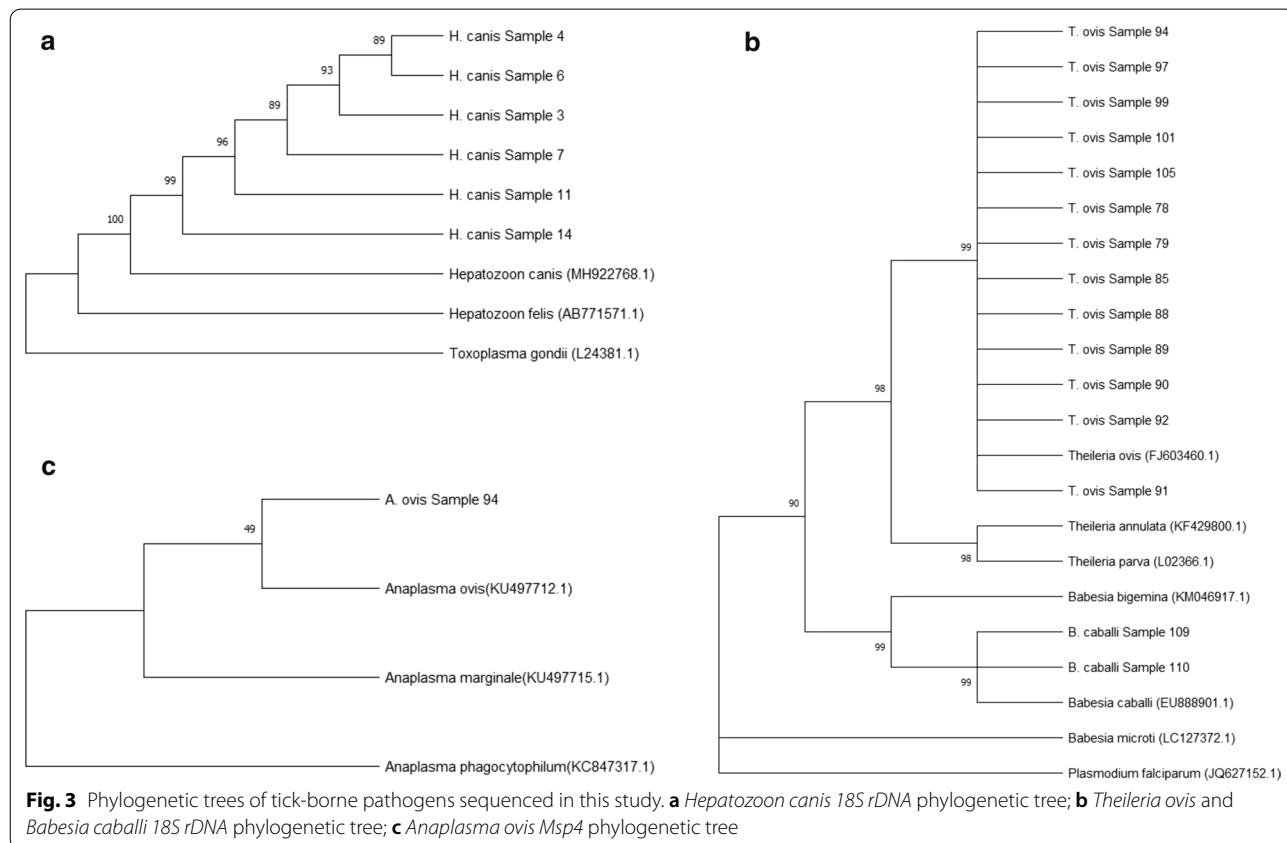 a
89
H. canis Sample 4
93
H. canis Sample 6
89
H. canis Sample 3
96
H. canis Sample 7
99
H. canis Sample 11
100
H. canis Sample 14
Hepatozoon canis (MH922768.1)
Hepatozoon felis (AB771571.1)
Toxoplasma gondii (L24381.1)
b
T. ovis Sample 94
T. ovis Sample 97
T. ovis Sample 99
T. ovis Sample 101
T. ovis Sample 105
T. ovis Sample 78
99
T. ovis Sample 79
T. ovis Sample 85
T. ovis Sample 88
T. ovis Sample 89
T. ovis Sample 90
98
T. ovis Sample 92
Theileria ovis (FJ603460.1)
T. ovis Sample 91
90
Theileria annulata (KF429800.1)
98
Theileria parva (L02366.1)
Babesia bigemina (KM046917.1)
99
B. caballi Sample 109
B. caballi Sample 110
99
Babesia caballi (EU888901.1)
Babesia microti (LC127372.1)
Plasmodium falciparum (JQ627152.1)
c
A. ovis Sample 94
49
Anaplasma ovis(KU497712.1)
Anaplasma marginale(KU497715.1)
Anaplasma phagocytophilum(KC847317.1)
Fig. 3 Phylogenetic trees of tick-borne pathogens sequenced in this study. a Hepatozoon canis 18S rDNA phylogenetic tree; b Theileria ovis and
Babesia caballi 18S rDNA phylogenetic tree; c Anaplasma ovis Msp4 phylogenetic tree